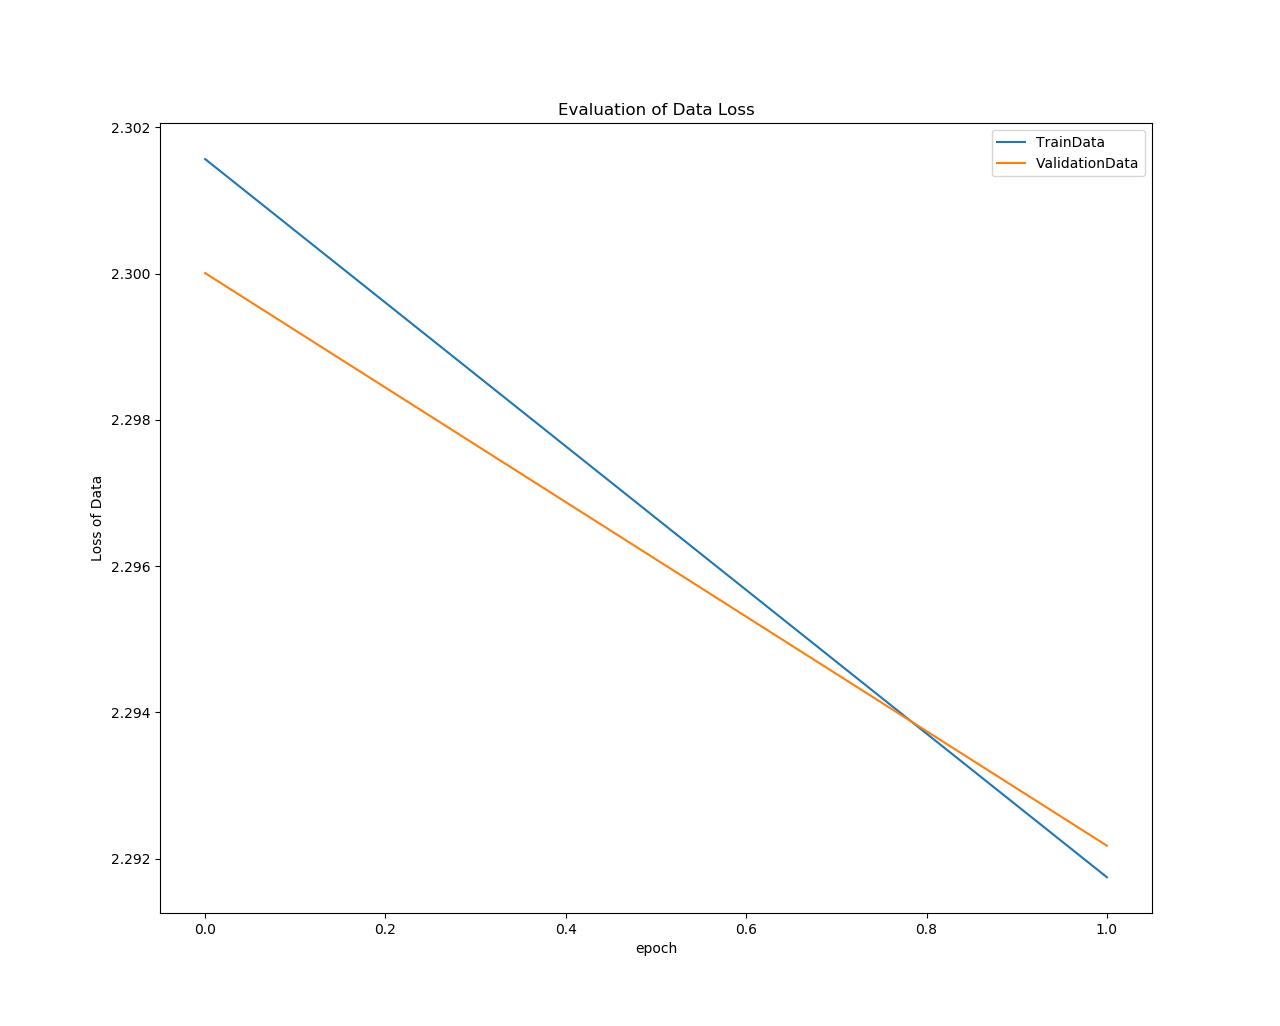 Evaluation of Data Loss
TrainData
ValidationData
2.302
2.300
2.298
2.296
2.294
2.292
Loss of Data
0.0 0.2 0.4 0.6 0.8 1.0
epoch